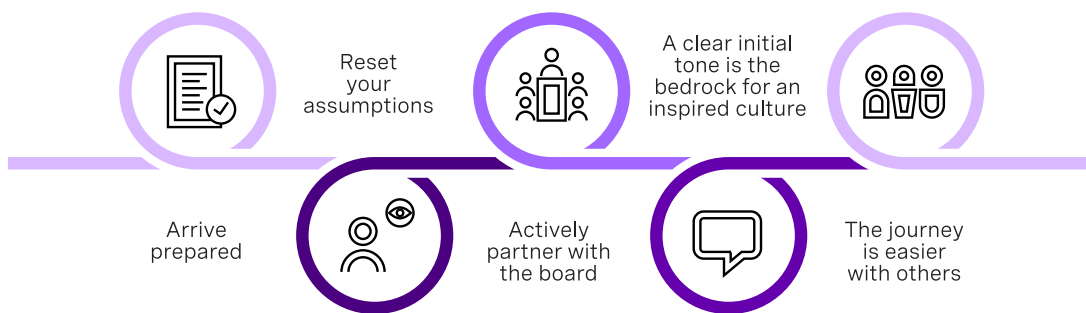 Arrive
prepared
Reset
your
assumptions
Actively
partner with
the board
A clear initial
tone is the
bedrock for an
inspired culture
The journey
is easier
with others